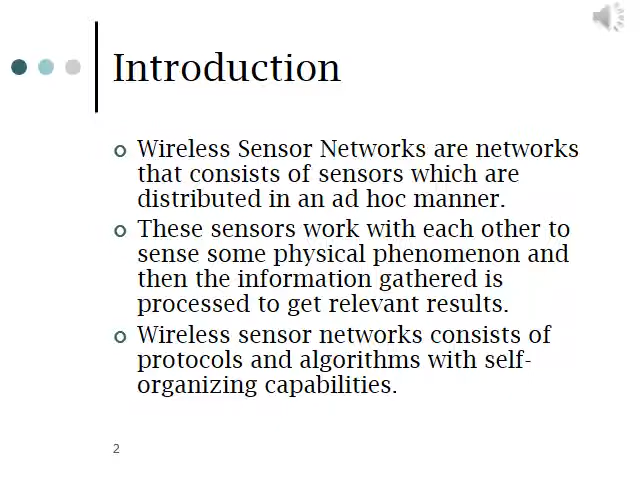 Introduction
Wireless Sensor Networks are networks
that consists of sensors which are
distributed in an ad hoc manner.
These sensors work with each other to
sense some physical phenomenon and
then the information gathered is
processed to get relevant results.
Wireless sensor networks consists of
protocols and algorithms with self-
organizing capabilities.
2